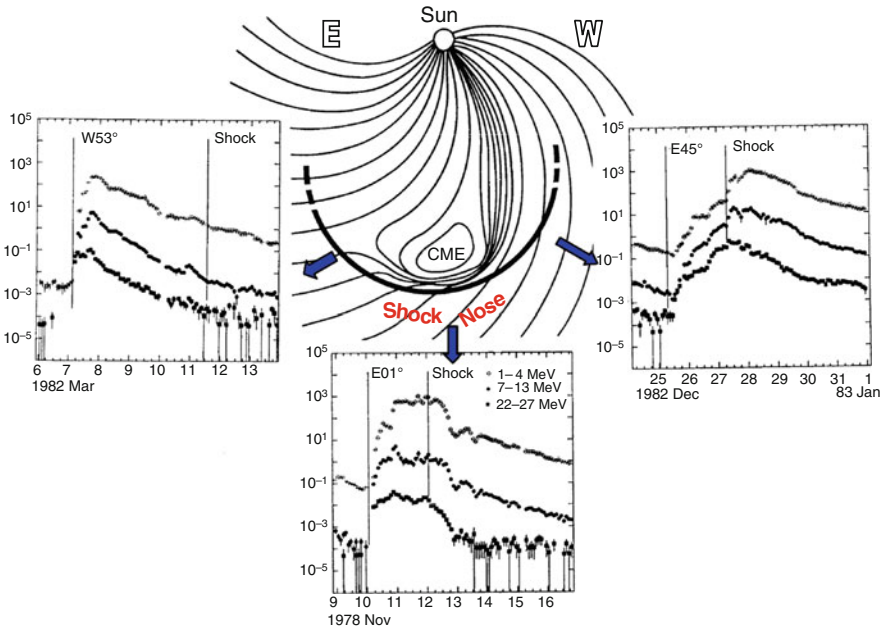 Sun
E
W
CME
Shock Nose
W53°
Shock
10^5
10^3
10^1
10^−1
10^−3
10^−5
6 7 8 9 10 11 12 13
1982 Mar
E45°
Shock
10^5
10^3
10^1
10^−1
10^−3
10^−5
25 26 27 28 29 30 31 1
1982 Dec
83 Jan
E01°
Shock
1–4 MeV
7–13 MeV
22–27 MeV
10^5
10^3
10^1
10^−1
10^−3
10^−5
9 10 11 12 13 14 15 16
1978 Nov